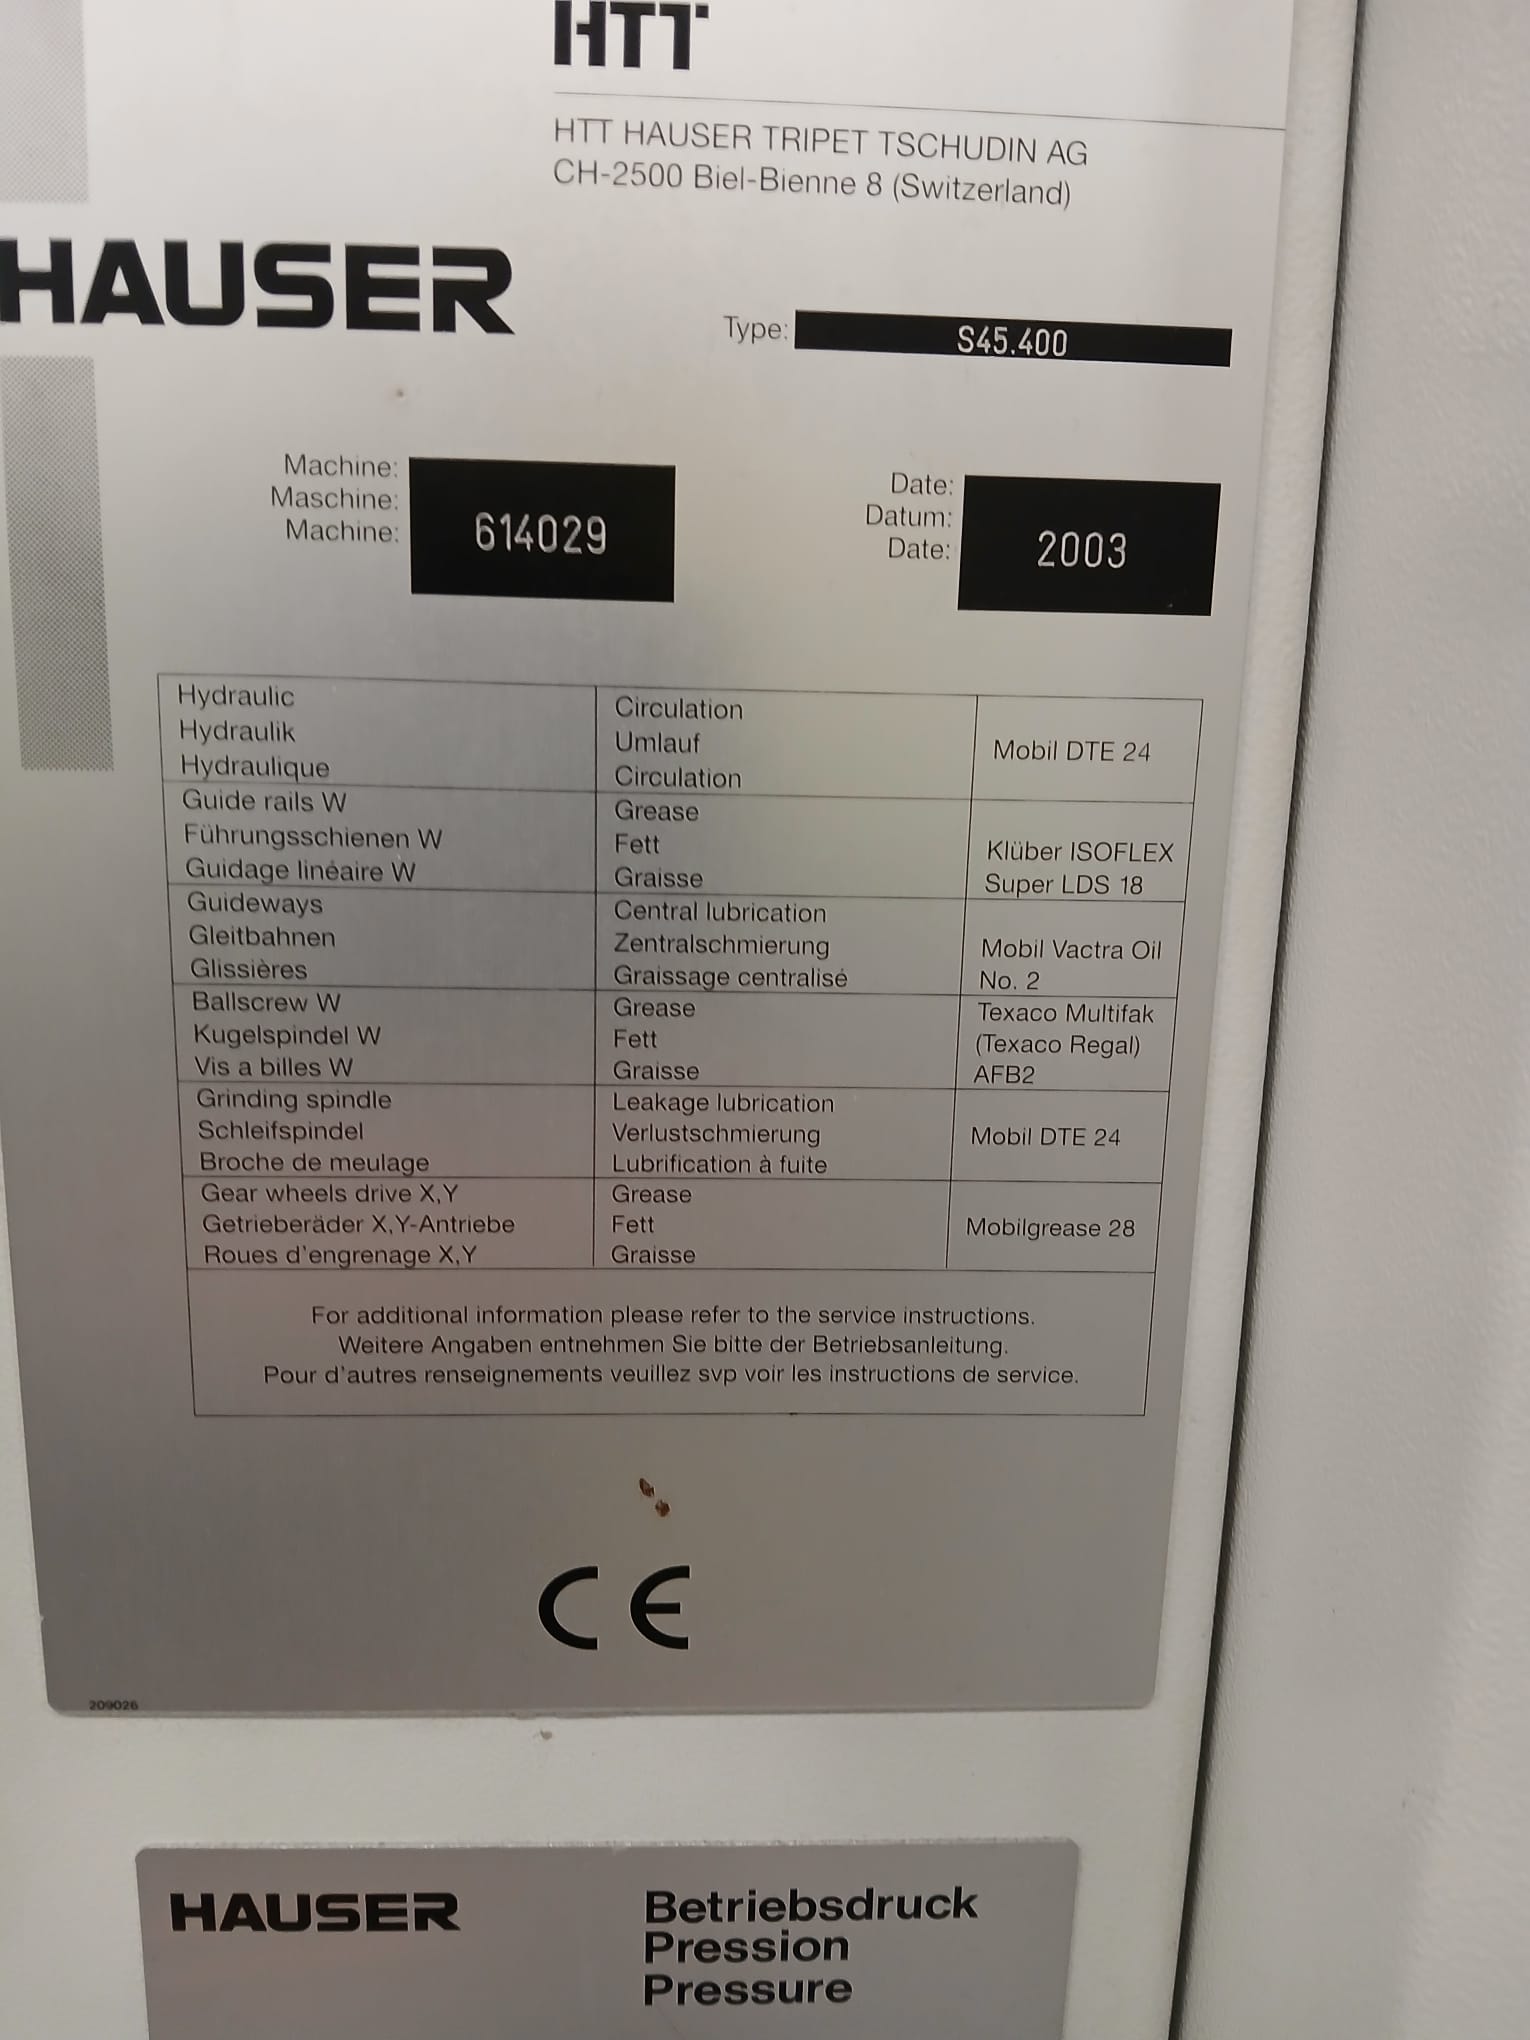 HTT
HTT HAUSER TRIPET TSCHUDIN AG
CH-2500 Biel-Bienne 8 (Switzerland)
HAUSER
Type: S45.400
Machine:
Maschine:
Machine:
614029
Date:
Datum:
Date:
2003
Hydraulic
Hydraulik
Hydraulique
Circulation
Umlauf
Circulation
Mobil DTE 24
Guide rails W
Führungsschienen W
Guidage linéaire W
Grease
Fett
Graisse
Klüber ISOFLEX
Super LDS 18
Guideways
Gleitbahnen
Glissières
Central lubrication
Zentralschmierung
Graissage centralisé
Mobil Vactra Oil
No. 2
Ballscrew W
Kugelspindel W
Vis a billes W
Grease
Fett
Graisse
Texaco Multifak
(Texaco Regal)
AFB2
Grinding spindle
Schleifspindel
Broche de meulage
Leakage lubrication
Verlustschmierung
Lubrification à fuite
Mobil DTE 24
Gear wheels drive X,Y
Getrieberäder X,Y-Antriebe
Roues d'engrenage X,Y
Grease
Fett
Graisse
Mobilgrease 28
For additional information please refer to the service instructions.
Weitere Angaben entnehmen Sie bitte der Betriebsanleitung.
Pour d'autres renseignements veuillez svp voir les instructions de service.
CE
209026
HAUSER
Betriebsdruck
Pression
Pressure